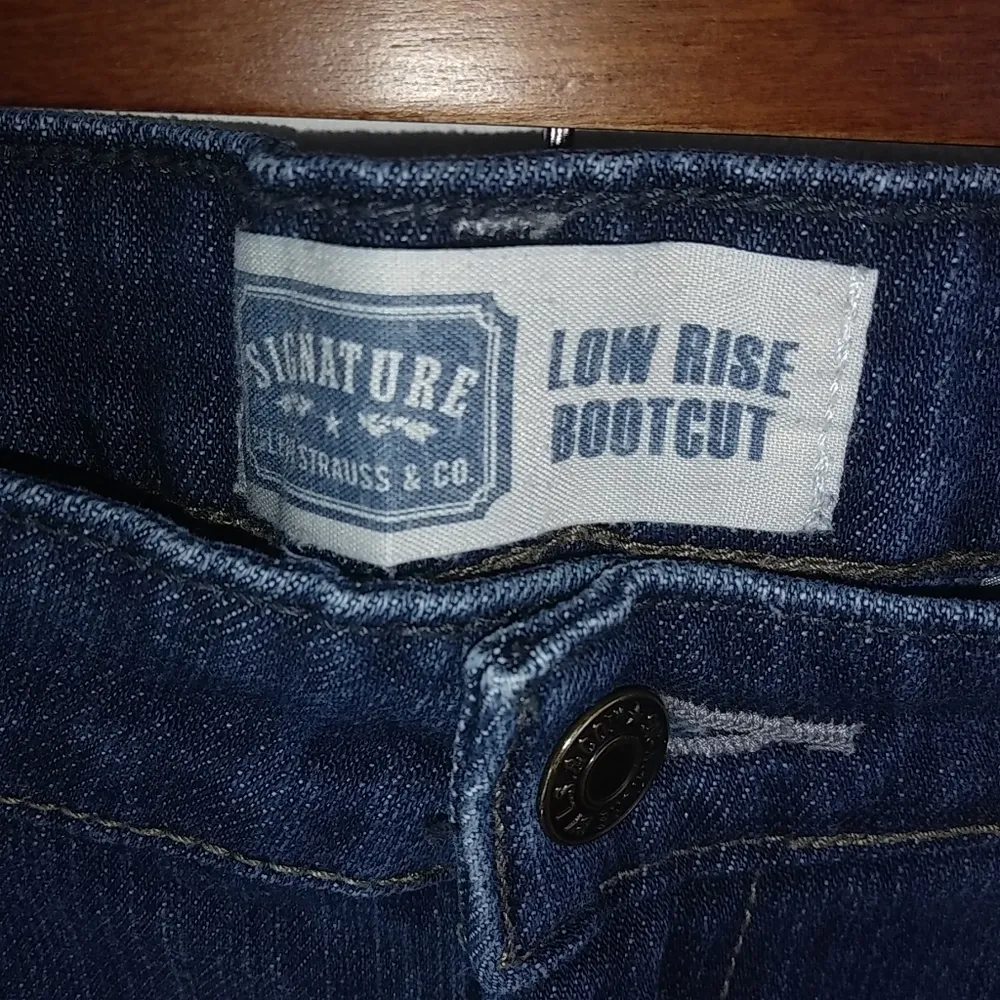 SIGNATURE
STRAUSS & CO.
LOW RISE
BOOTCUT